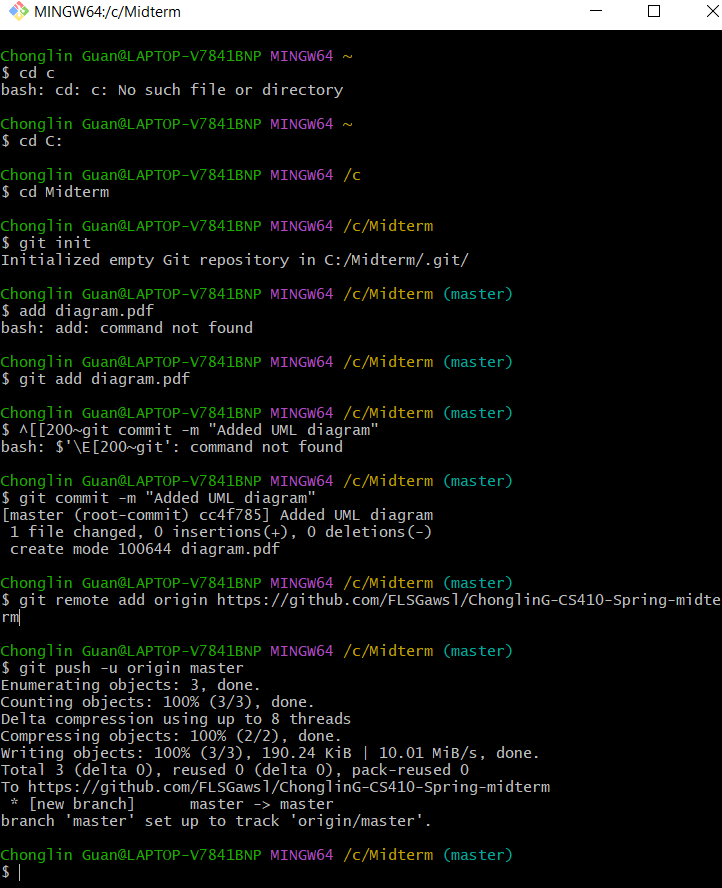 MINGW64:/c/Midterm
Chonglin Guan@LAPTOP-V7841BNP MINGW64 ~
$ cd c
bash: cd: c: No such file or directory
Chonglin Guan@LAPTOP-V7841BNP MINGW64 ~
$ cd C:
Chonglin Guan@LAPTOP-V7841BNP MINGW64 /c
$ cd Midterm
Chonglin Guan@LAPTOP-V7841BNP MINGW64 /c/Midterm
$ git init
Initialized empty Git repository in C:/Midterm/.git/
Chonglin Guan@LAPTOP-V7841BNP MINGW64 /c/Midterm (master)
$ add diagram.pdf
bash: add: command not found
Chonglin Guan@LAPTOP-V7841BNP MINGW64 /c/Midterm (master)
$ git add diagram.pdf
Chonglin Guan@LAPTOP-V7841BNP MINGW64 /c/Midterm (master)
$ ^[[200~git commit -m "Added UML diagram"
bash: $'\E[200~git': command not found
Chonglin Guan@LAPTOP-V7841BNP MINGW64 /c/Midterm (master)
$ git commit -m "Added UML diagram"
[master (root-commit) cc4f785] Added UML diagram
 1 file changed, 0 insertions(+), 0 deletions(-)
 create mode 100644 diagram.pdf
Chonglin Guan@LAPTOP-V7841BNP MINGW64 /c/Midterm (master)
$ git remote add origin https://github.com/FLSGawsl/ChonglinG-CS410-Spring-midte
rm
Chonglin Guan@LAPTOP-V7841BNP MINGW64 /c/Midterm (master)
$ git push -u origin master
Enumerating objects: 3, done.
Counting objects: 100% (3/3), done.
Delta compression using up to 8 threads
Compressing objects: 100% (2/2), done.
Writing objects: 100% (3/3), 190.24 KiB | 10.01 MiB/s, done.
Total 3 (delta 0), reused 0 (delta 0), pack-reused 0
To https://github.com/FLSGawsl/ChonglinG-CS410-Spring-midterm
 * [new branch]      master -> master
branch 'master' set up to track 'origin/master'.
Chonglin Guan@LAPTOP-V7841BNP MINGW64 /c/Midterm (master)
$